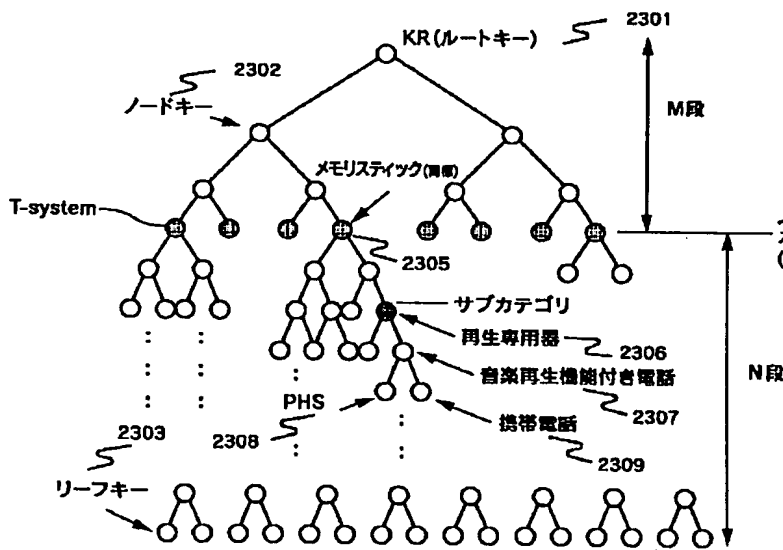 KR(ルートキー)
2301
2302
ノードキー
M段
メモリスティック(商標)
T-system
2305
サブカテゴリ
再生専用器
2306
N段
音楽再生機能付き電話
PHS
2307
2303
2308
携帯電話
2309
リーフキー